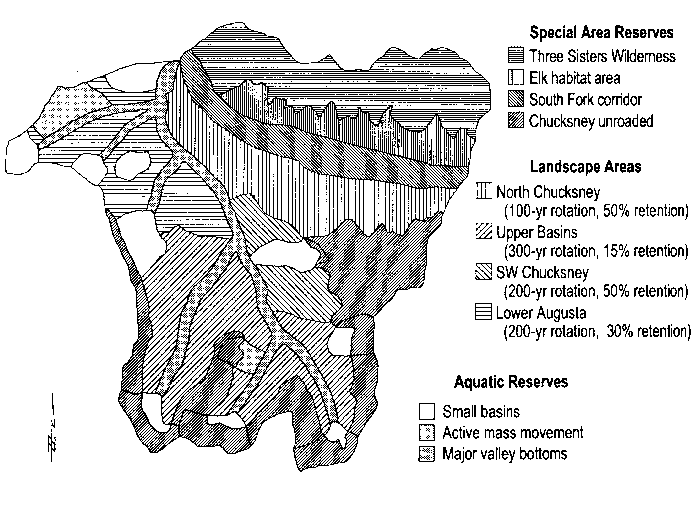 Special Area Reserves
Three Sisters Wilderness
Elk habitat area
South Fork corridor
Chucksney unroaded
Landscape Areas
North Chucksney
(100-yr rotation, 50% retention)
Upper Basins
(300-yr rotation, 15% retention)
SW Chucksney
(200-yr rotation, 50% retention)
Lower Augusta
(200-yr rotation, 30% retention)
Aquatic Reserves
Small basins
Active mass movement
Major valley bottoms